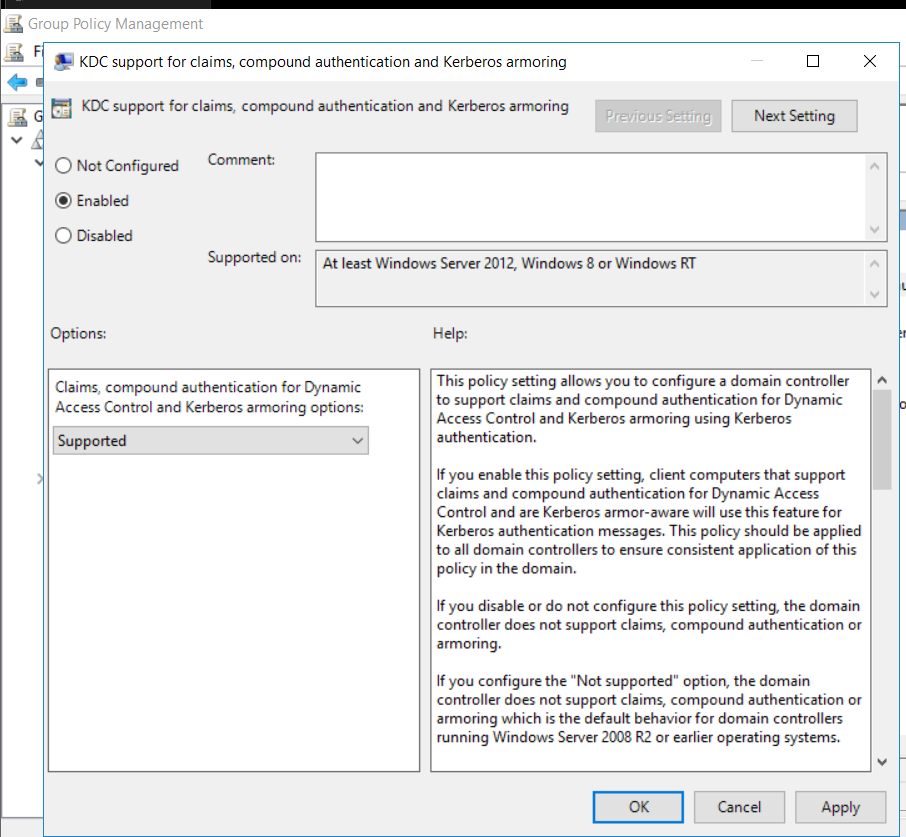 Group Policy Management
KDC support for claims, compound authentication and Kerberos armoring
KDC support for claims, compound authentication and Kerberos armoring
Previous Setting
Next Setting
Not Configured
Comment:
Enabled
Disabled
Supported on:
At least Windows Server 2012, Windows 8 or Windows RT
Options:
Help:
Claims, compound authentication for Dynamic
Access Control and Kerberos armoring options:
Supported
This policy setting allows you to configure a domain controller
to support claims and compound authentication for Dynamic
Access Control and Kerberos armoring using Kerberos
authentication.
If you enable this policy setting, client computers that support
claims and compound authentication for Dynamic Access
Control and are Kerberos armor-aware will use this feature for
Kerberos authentication messages. This policy should be applied
to all domain controllers to ensure consistent application of this
policy in the domain.
If you disable or do not configure this policy setting, the domain
controller does not support claims, compound authentication or
armoring.
If you configure the "Not supported" option, the domain
controller does not support claims, compound authentication or
armoring which is the default behavior for domain controllers
running Windows Server 2008 R2 or earlier operating systems.
OK
Cancel
Apply